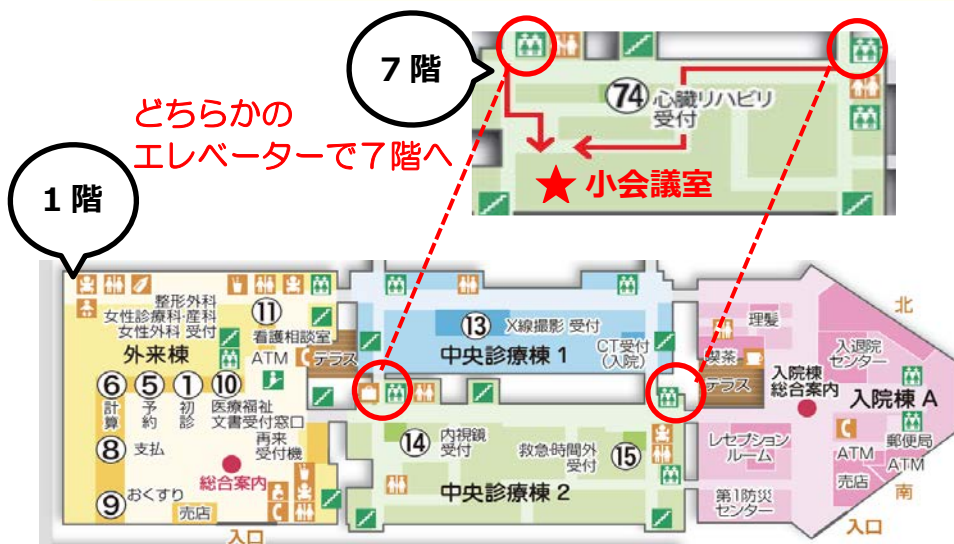 7階
どちらかの
エレベーターで7階へ
74 心臓リハビリ
受付
★ 小会議室
1階
整形外科
女性診療科・産科
女性外科 受付
外来棟
11
看護相談室
ATM
テラス
6 計算
5 予約
1 初診
10 医療福祉
文書受付窓口
再来
受付機
8 支払
総合案内
9 おくすり
売店
入口
13 X線撮影 受付
CT受付
(入院)
中央診療棟 1
14 内視鏡
受付
救急時間外
受付 15
中央診療棟 2
理髪
喫茶
テラス
入院棟
総合案内
入退院
センター
入院棟 A
レセプション
ルーム
第1防災
センター
ATM
売店
郵便局
ATM
北
南
入口